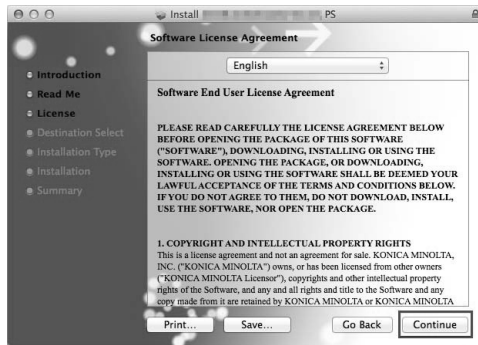 Install PS
Software License Agreement
English
Introduction
Read Me
License
Destination Select
Installation Type
Installation
Summary
Software End User License Agreement
PLEASE READ CAREFULLY THE LICENSE AGREEMENT BELOW
BEFORE OPENING THE PACKAGE OF THIS SOFTWARE
("SOFTWARE"), DOWNLOADING, INSTALLING OR USING THE
SOFTWARE. OPENING THE PACKAGE, OR DOWNLOADING,
INSTALLING OR USING THE SOFTWARE SHALL BE DEEMED YOUR
LAWFUL ACCEPTANCE OF THE TERMS AND CONDITIONS BELOW.
IF YOU DO NOT AGREE TO THEM, DO NOT DOWNLOAD, INSTALL,
USE THE SOFTWARE, NOR OPEN THE PACKAGE.
1. COPYRIGHT AND INTELLECTUAL PROPERTY RIGHTS
This is a license agreement and not an agreement for sale. KONICA MINOLTA,
INC. ("KONICA MINOLTA") owns, or has been licensed from other owners
("KONICA MINOLTA Licensor"), copyrights and other intellectual property
rights of the Software, and any and all rights and title to the Software and any
copy made from it are retained by KONICA MINOLTA or KONICA MINOLTA
Print... Save... Go Back Continue